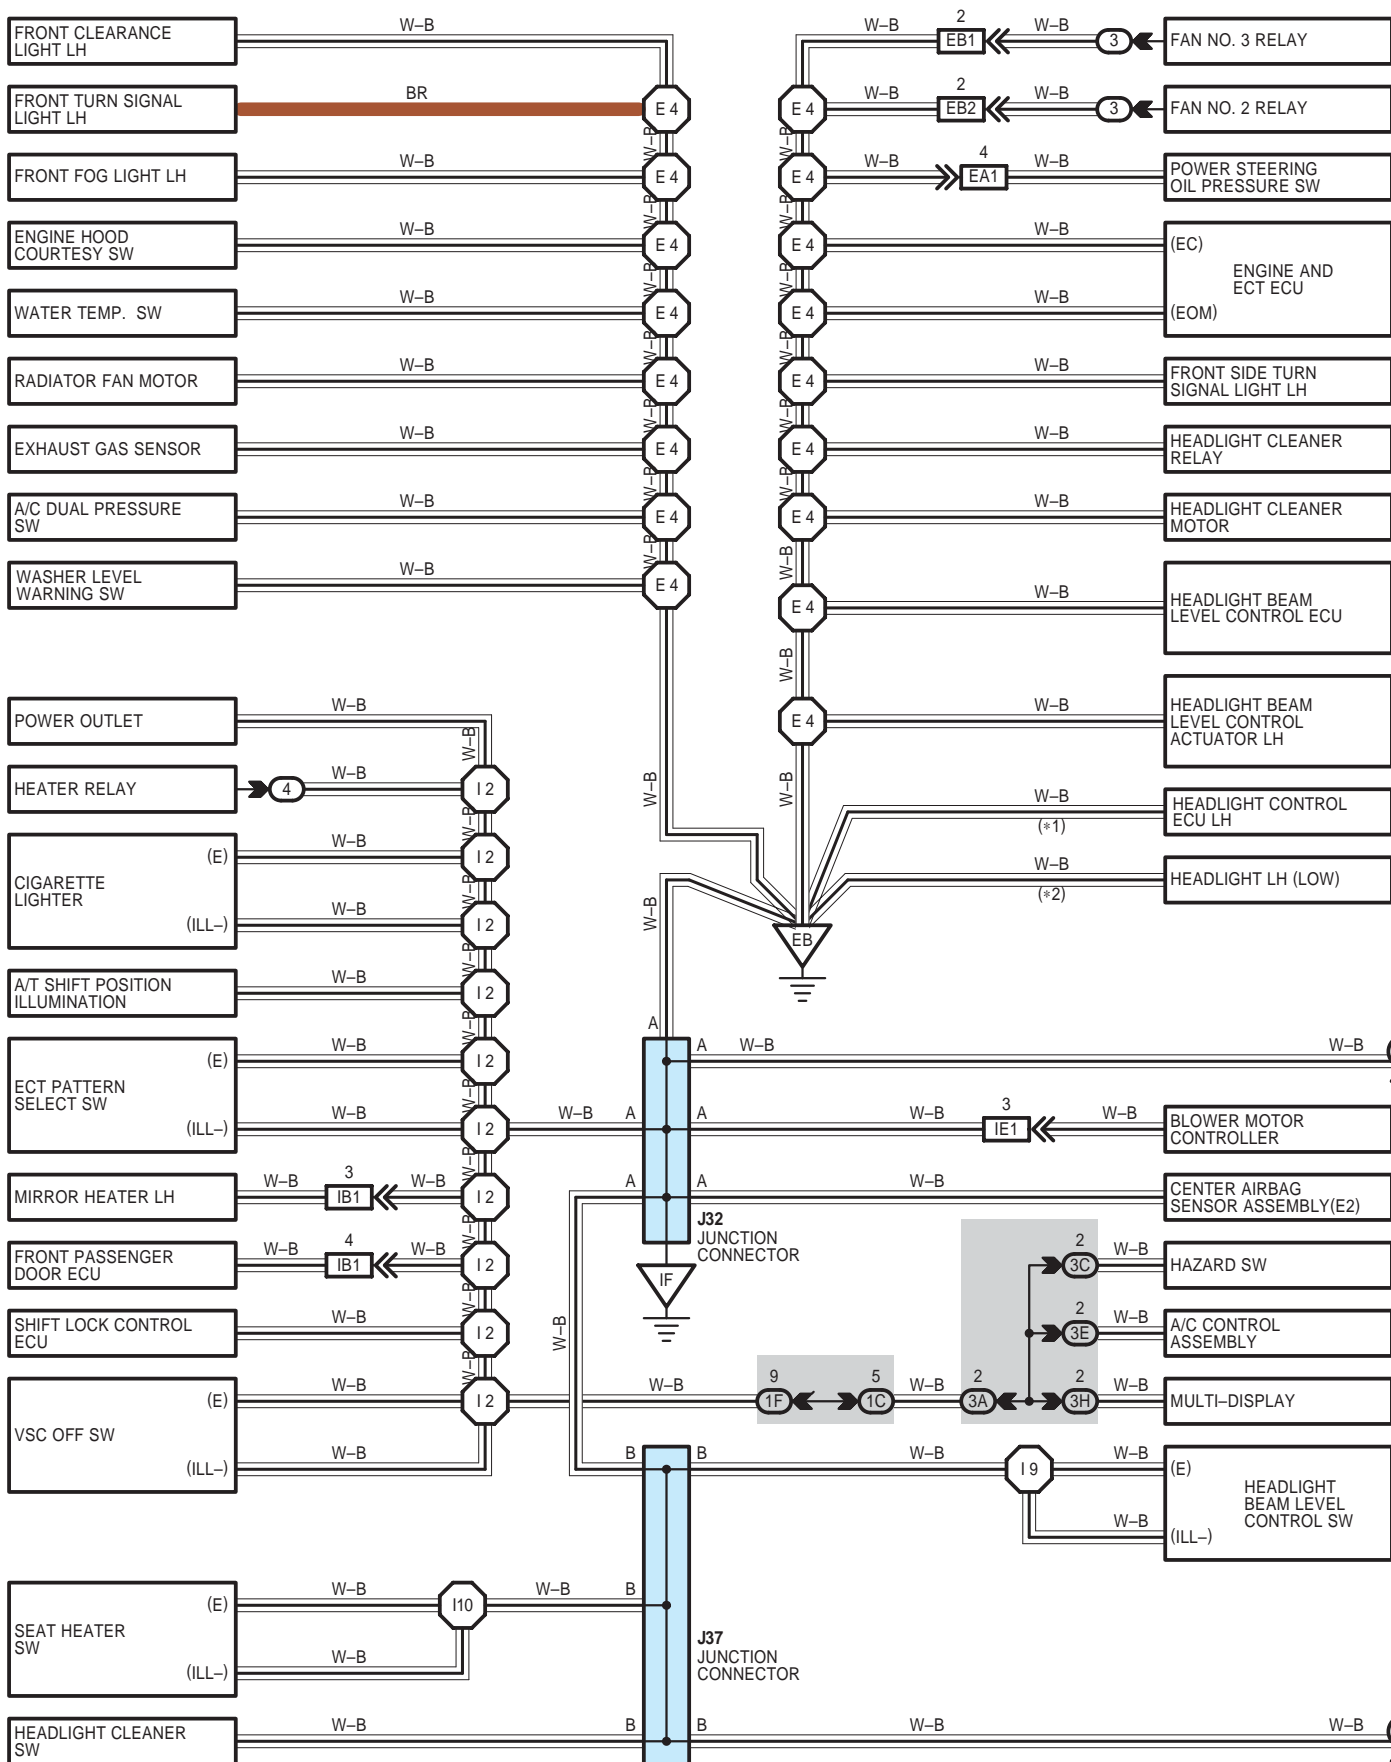 FRONT CLEARANCE
LIGHT LH
W–B
W–B
2
EB1
W–B
3
FAN NO. 3 RELAY
FRONT TURN SIGNAL
LIGHT LH
BR
E 4
E 4
W–B
2
EB2
W–B
3
FAN NO. 2 RELAY
W–B
W–B
FRONT FOG LIGHT LH
W–B
E 4
E 4
W–B
4
EA1
W–B
POWER STEERING
OIL PRESSURE SW
W–B
W–B
ENGINE HOOD
COURTESY SW
W–B
E 4
E 4
W–B
(EC)
ENGINE AND
ECT ECU
W–B
W–B
WATER TEMP. SW
W–B
E 4
E 4
W–B
(EOM)
W–B
W–B
RADIATOR FAN MOTOR
W–B
E 4
E 4
W–B
FRONT SIDE TURN
SIGNAL LIGHT LH
W–B
W–B
EXHAUST GAS SENSOR
W–B
E 4
E 4
W–B
HEADLIGHT CLEANER
RELAY
W–B
W–B
A/C DUAL PRESSURE
SW
W–B
E 4
E 4
W–B
HEADLIGHT CLEANER
MOTOR
W–B
W–B
WASHER LEVEL
WARNING SW
W–B
E 4
E 4
W–B
HEADLIGHT BEAM
LEVEL CONTROL ECU
W–B
POWER OUTLET
W–B
E 4
W–B
HEADLIGHT BEAM
LEVEL CONTROL
ACTUATOR LH
W–B
W–B
W–B
HEATER RELAY
4
W–B
I 2
W–B
(∗1)
HEADLIGHT CONTROL
ECU LH
W–B
CIGARETTE
LIGHTER
(E)
W–B
I 2
W–B
(∗2)
HEADLIGHT LH (LOW)
W–B
(ILL–)
W–B
I 2
W–B
EB
W–B
A/T SHIFT POSITION
ILLUMINATION
W–B
I 2
W–B
A
ECT PATTERN
SELECT SW
(E)
W–B
I 2
A
W–B
W–B
W–B
(ILL–)
W–B
I 2
W–B
A
A
W–B
3
IE1
W–B
BLOWER MOTOR
CONTROLLER
W–B
MIRROR HEATER LH
W–B
3
IB1
W–B
I 2
A
A
W–B
CENTER AIRBAG
SENSOR ASSEMBLY(E2)
J32
JUNCTION
CONNECTOR
W–B
FRONT PASSENGER
DOOR ECU
W–B
4
IB1
W–B
I 2
IF
2
3C
W–B
HAZARD SW
W–B
SHIFT LOCK CONTROL
ECU
W–B
I 2
W–B
2
3E
W–B
A/C CONTROL
ASSEMBLY
W–B
VSC OFF SW
(E)
W–B
I 2
W–B
9
1F
5
1C
W–B
2
3A
2
3H
W–B
MULTI–DISPLAY
(ILL–)
W–B
B
B
W–B
I 9
W–B
(E)
HEADLIGHT
BEAM LEVEL
CONTROL SW
W–B
(ILL–)
SEAT HEATER
SW
(E)
W–B
I10
W–B
B
(ILL–)
W–B
J37
JUNCTION
CONNECTOR
HEADLIGHT CLEANER
SW
W–B
B
B
W–B
W–B